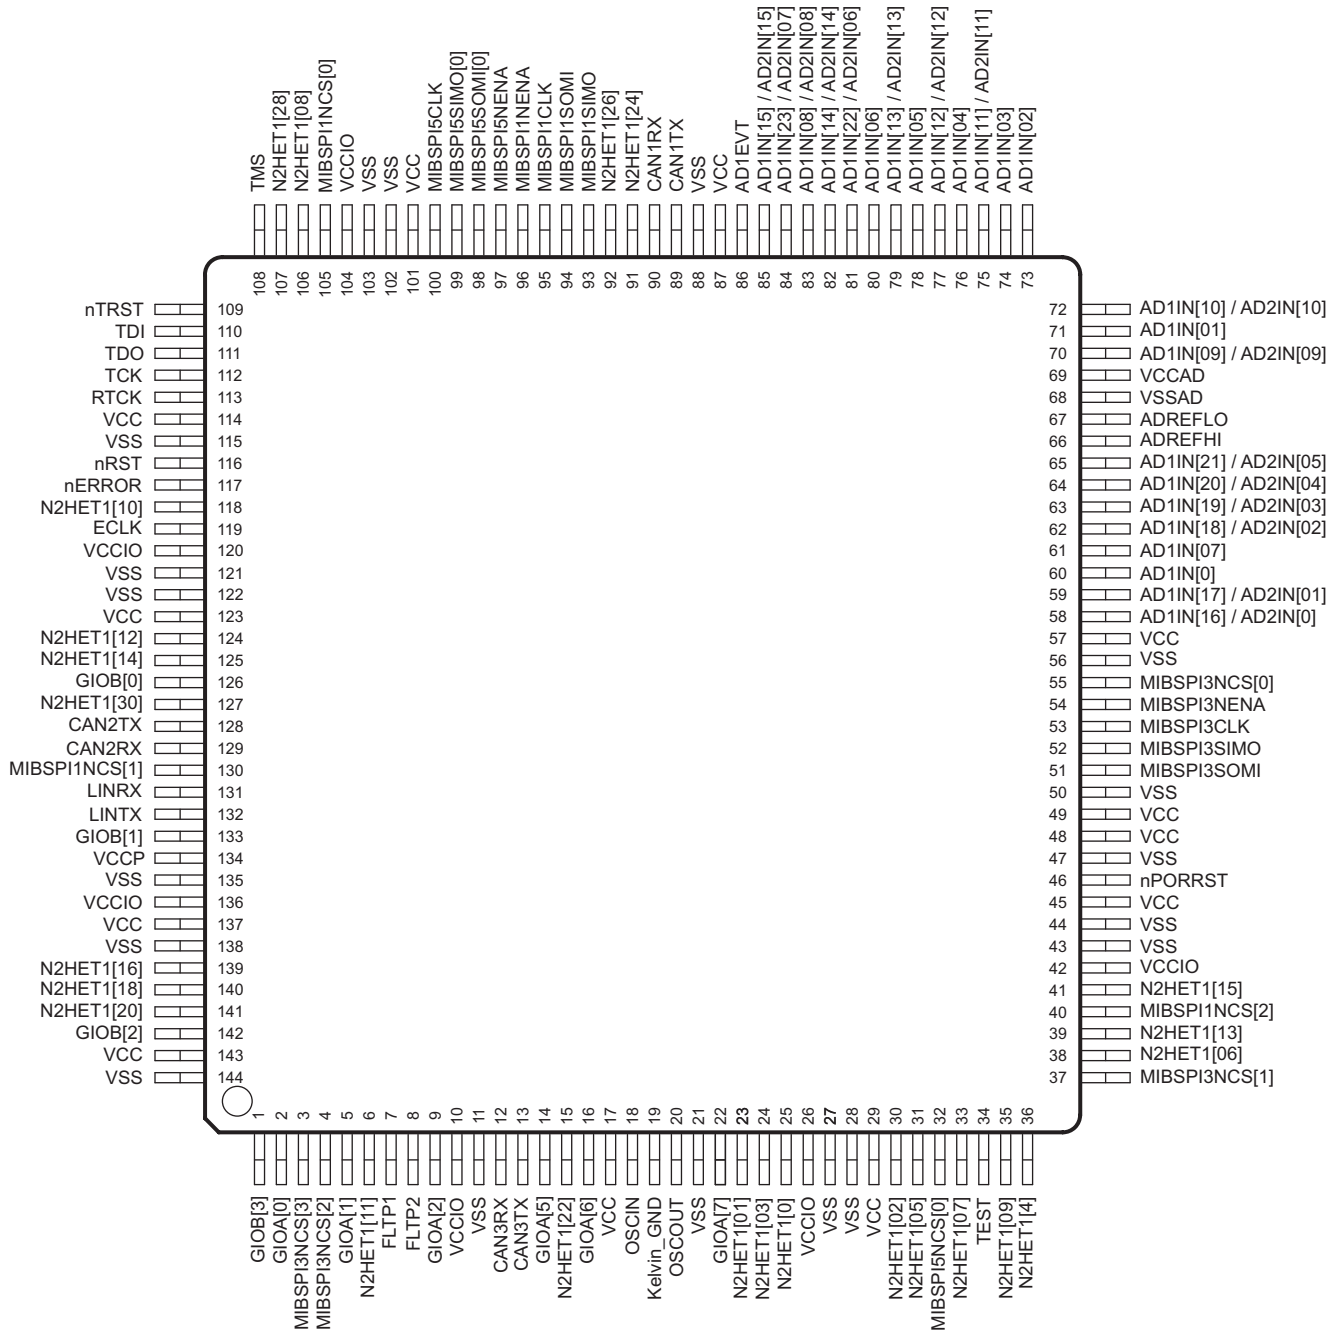 TMS
N2HET1[28]
N2HET1[08]
MIBSPI1NCS[0]
VCCIO
VSS
VSS
VCC
MIBSPI5CLK
MIBSPI5SIMO[0]
MIBSPI5SOMI[0]
MIBSPI5NENA
MIBSPI1NENA
MIBSPI1CLK
MIBSPI1SOMI
MIBSPI1SIMO
N2HET1[26]
N2HET1[24]
CAN1RX
CAN1TX
VSS
VCC
AD1EVT
AD1IN[15] / AD2IN[15]
AD1IN[23] / AD2IN[07]
AD1IN[08] / AD2IN[08]
AD1IN[14] / AD2IN[14]
AD1IN[22] / AD2IN[06]
AD1IN[06]
AD1IN[13] / AD2IN[13]
AD1IN[05]
AD1IN[12] / AD2IN[12]
AD1IN[04]
AD1IN[11] / AD2IN[11]
AD1IN[03]
AD1IN[02]
108
107
106
105
104
103
102
101
100
99
98
97
96
95
94
93
92
91
90
89
88
87
86
85
84
83
82
81
80
79
78
77
76
75
74
73
nTRST 109
TDI 110
TDO 111
TCK 112
RTCK 113
VCC 114
VSS 115
nRST 116
nERROR 117
N2HET1[10] 118
ECLK 119
VCCIO 120
VSS 121
VSS 122
VCC 123
N2HET1[12] 124
N2HET1[14] 125
GIOB[0] 126
N2HET1[30] 127
CAN2TX 128
CAN2RX 129
MIBSPI1NCS[1] 130
LINRX 131
LINTX 132
GIOB[1] 133
VCCP 134
VSS 135
VCCIO 136
VCC 137
VSS 138
N2HET1[16] 139
N2HET1[18] 140
N2HET1[20] 141
GIOB[2] 142
VCC 143
VSS 144
72 AD1IN[10] / AD2IN[10]
71 AD1IN[01]
70 AD1IN[09] / AD2IN[09]
69 VCCAD
68 VSSAD
67 ADREFLO
66 ADREFHI
65 AD1IN[21] / AD2IN[05]
64 AD1IN[20] / AD2IN[04]
63 AD1IN[19] / AD2IN[03]
62 AD1IN[18] / AD2IN[02]
61 AD1IN[07]
60 AD1IN[0]
59 AD1IN[17] / AD2IN[01]
58 AD1IN[16] / AD2IN[0]
57 VCC
56 VSS
55 MIBSPI3NCS[0]
54 MIBSPI3NENA
53 MIBSPI3CLK
52 MIBSPI3SIMO
51 MIBSPI3SOMI
50 VSS
49 VCC
48 VCC
47 VSS
46 nPORRST
45 VCC
44 VSS
43 VSS
42 VCCIO
41 N2HET1[15]
40 MIBSPI1NCS[2]
39 N2HET1[13]
38 N2HET1[06]
37 MIBSPI3NCS[1]
1
2
3
4
5
6
7
8
9
10
11
12
13
14
15
16
17
18
19
20
21
22
23
24
25
26
27
28
29
30
31
32
33
34
35
36
GIOB[3]
GIOA[0]
MIBSPI3NCS[3]
MIBSPI3NCS[2]
GIOA[1]
N2HET1[11]
FLTP1
FLTP2
GIOA[2]
VCCIO
VSS
CAN3RX
CAN3TX
GIOA[5]
N2HET1[22]
GIOA[6]
VCC
OSCIN
Kelvin_GND
OSCOUT
VSS
GIOA[7]
N2HET1[01]
N2HET1[03]
N2HET1[0]
VCCIO
VSS
VSS
VCC
N2HET1[02]
N2HET1[05]
MIBSPI5NCS[0]
N2HET1[07]
TEST
N2HET1[09]
N2HET1[4]